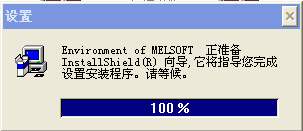 设置
Environment of MELSOFT 正准备
InstallShield(R) 向导,它将指导您完成
设置安装程序。请等候。
100 %